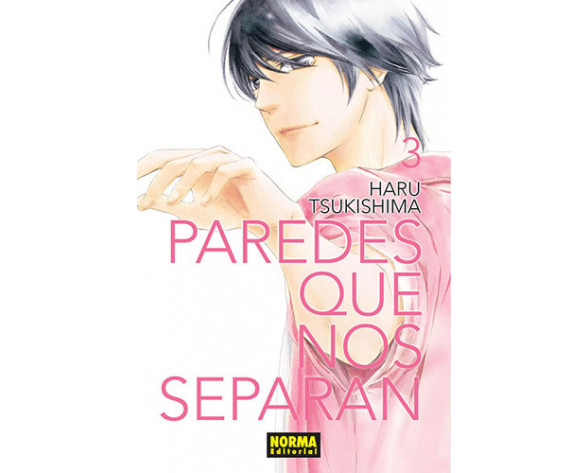 3
HARU
TSUKISHIMA
PAREDES
QUE
NOS
SEPARAN
NORMA
Editorial